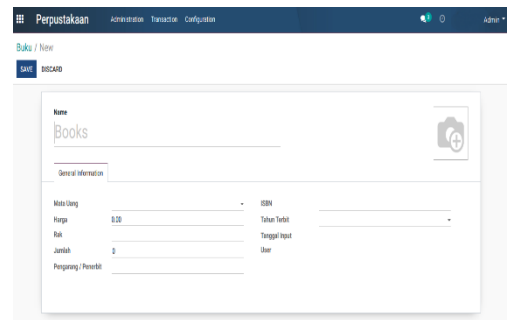 Perpustakaan Administration Transaction Configuration 2 Admin
Buku / New
SAVE DISCARD
Name
Books
General Information
Mata Uang
Harga 0.00
Rak
Jumlah 0
Pengarang / Penerbit
ISBN
Tahun Terbit
Tanggal Input
User